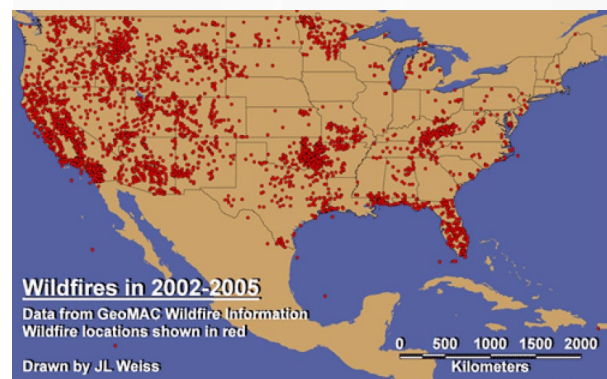 Wildfires in 2002-2005
Data from GeoMAC Wildfire Information
Wildfire locations shown in red
Drawn by JL Weiss
0 500 1000 1500 2000
Kilometers